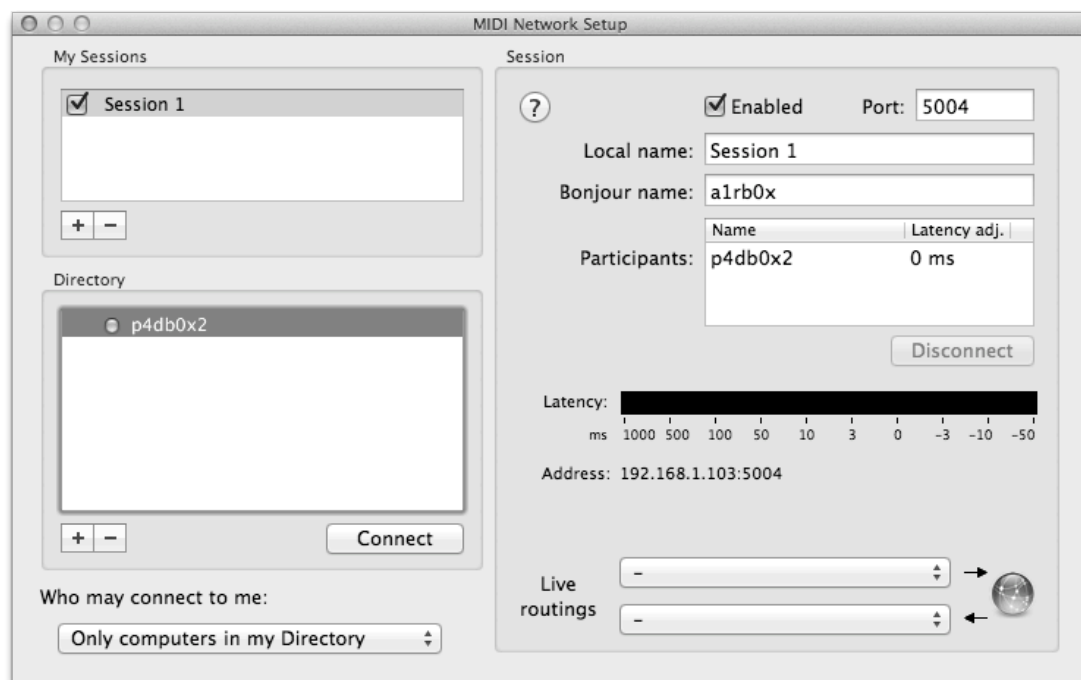 MIDI Network Setup
My Sessions
Session 1
+ −
Directory
p4db0x2
+ −
Connect
Who may connect to me:
Only computers in my Directory
Session
?
Enabled
Port: 5004
Local name: Session 1
Bonjour name: a1rb0x
Participants:
Name Latency adj.
p4db0x2 0 ms
Disconnect
Latency:
ms 1000 500 100 50 10 3 0 -3 -10 -50
Address: 192.168.1.103:5004
Live
routings
-
-